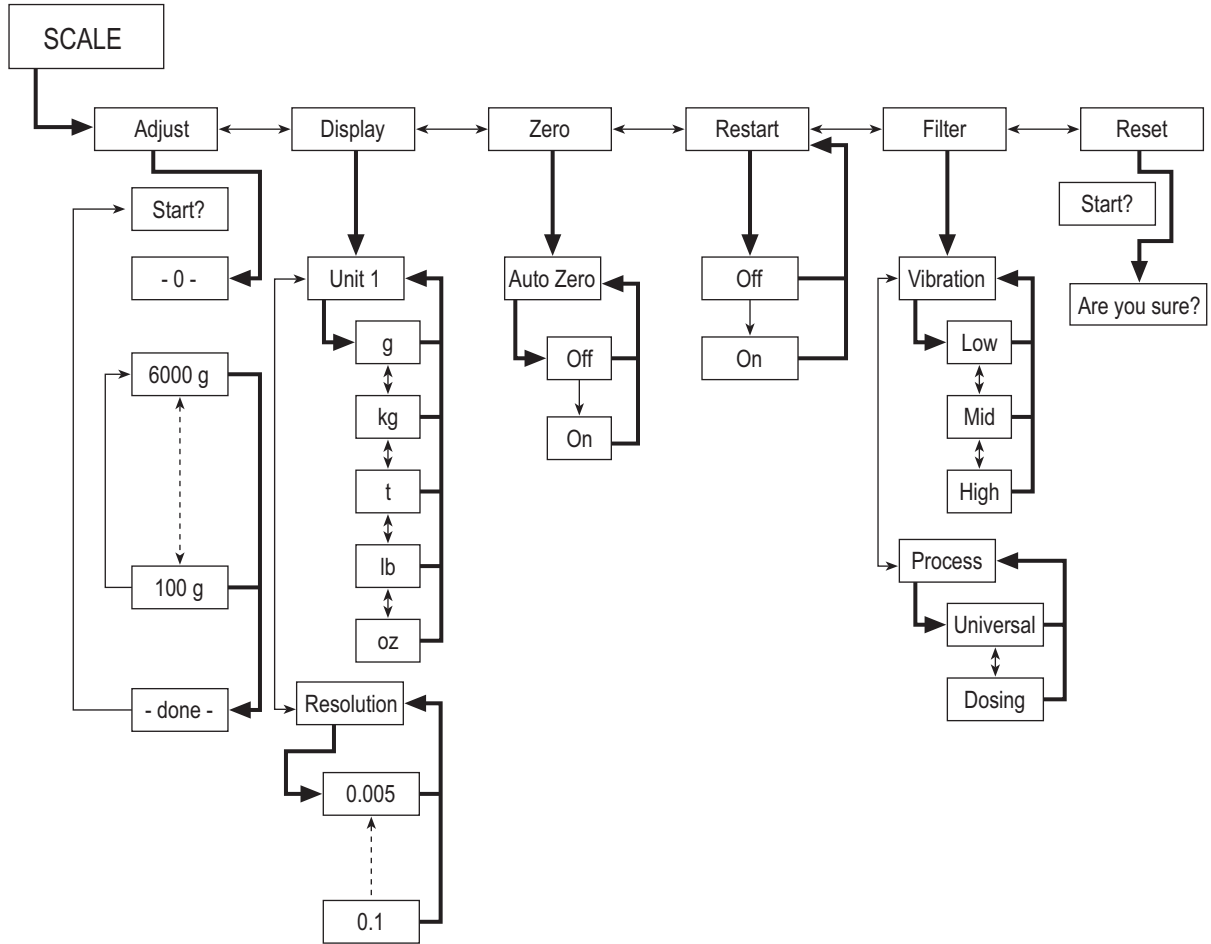 SCALE
Adjust
Display
Zero
Restart
Filter
Reset
Start?
- 0 -
6000 g
100 g
- done -
Unit 1
g
kg
t
lb
oz
Resolution
0.005
0.1
Auto Zero
Off
On
Off
On
Vibration
Low
Mid
High
Process
Universal
Dosing
Start?
Are you sure?